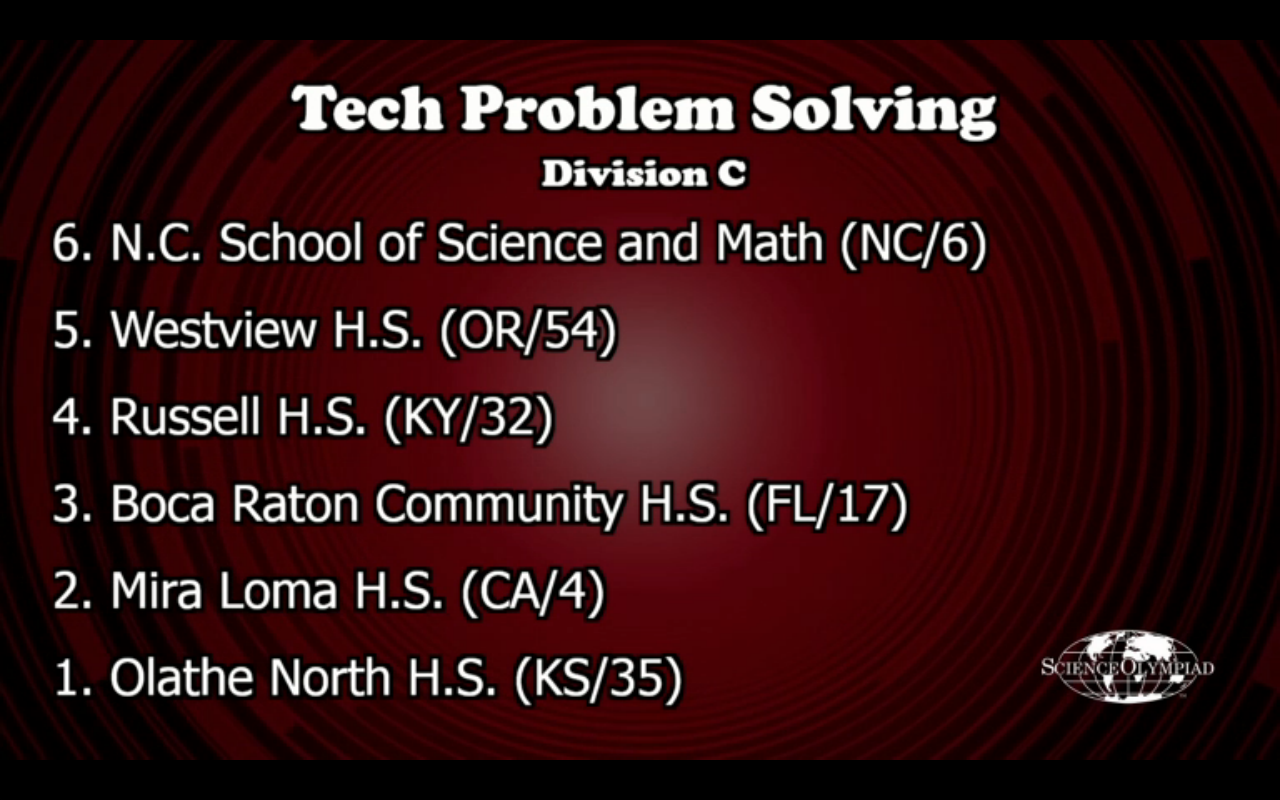 Tech Problem Solving
Division C
6. N.C. School of Science and Math (NC/6)
5. Westview H.S. (OR/54)
4. Russell H.S. (KY/32)
3. Boca Raton Community H.S. (FL/17)
2. Mira Loma H.S. (CA/4)
1. Olathe North H.S. (KS/35)
SCIENCE OLYMPIAD